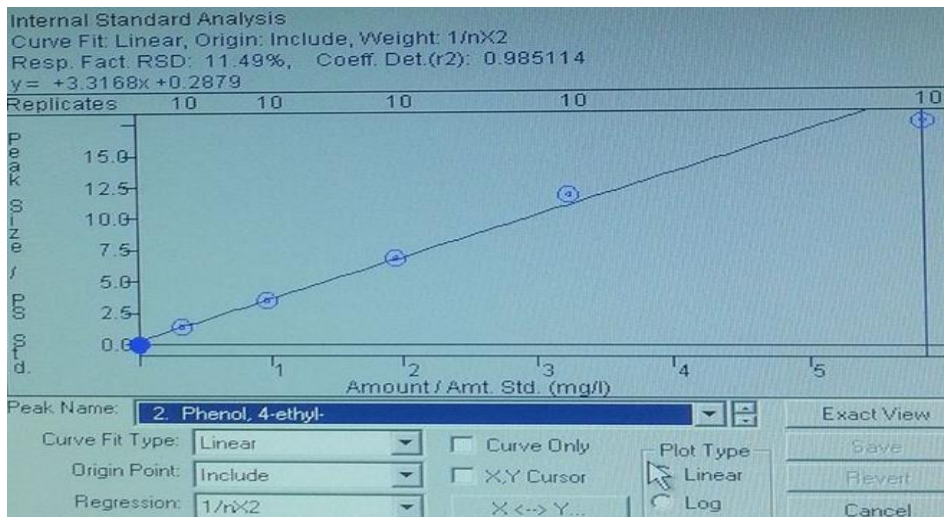 Internal Standard Analysis
Curve Fit: Linear, Origin: Include, Weight: 1/nX2
Resp. Fact. RSD: 11.49%, Coeff. Det.(r2): 0.985114
y = +3.3168x +0.2879
Replicates 10 10 10 10 10
Peak Size / PS Std.
15.0
12.5
10.0
7.5
5.0
2.5
0.0
1 2 3 4 5
Amount / Amt. Std. (mg/l)
Peak Name: 2. Phenol, 4-ethyl- Exact View
Curve Fit Type: Linear Curve Only Plot Type Save
Origin Point: Include X,Y Cursor Linear Revert
Regression: 1/nX2 X <--> Y... Log Cancel